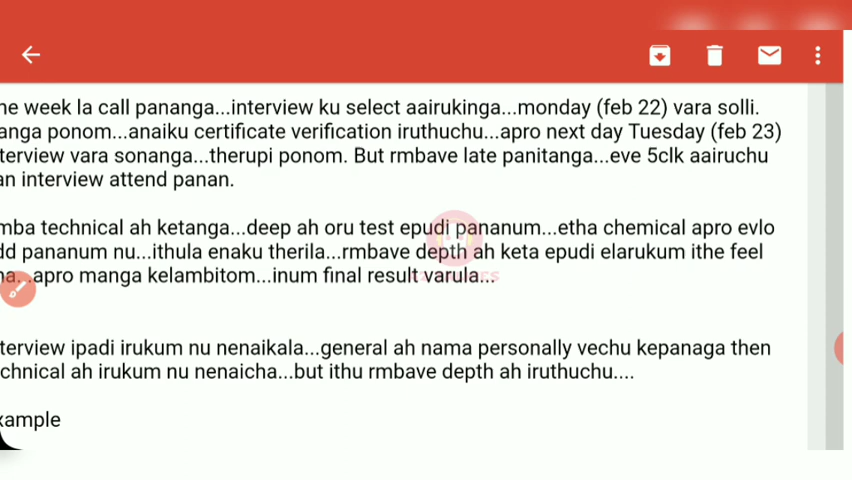 he week la call pananga...interview ku select aairukinga...monday (feb 22) vara solli.
anga ponom...anaiku certificate verification iruthuchu...apro next day Tuesday (feb 23)
terview vara sonanga...therupi ponom. But rmbave late panitanga...eve 5clk aairuchu
an interview attend panan.
mba technical ah ketanga...deep ah oru test epudi pananum...etha chemical apro evlo
dd pananum nu...ithula enaku therila...rmbave depth ah keta epudi elarukum ithe feel
apro manga kelambitom...inum final result varula...
terview ipadi irukum nu nenaikala...general ah nama personally vechu kepanaga then
chnical ah irukum nu nenaicha...but ithu rmbave depth ah iruthuchu....
xample